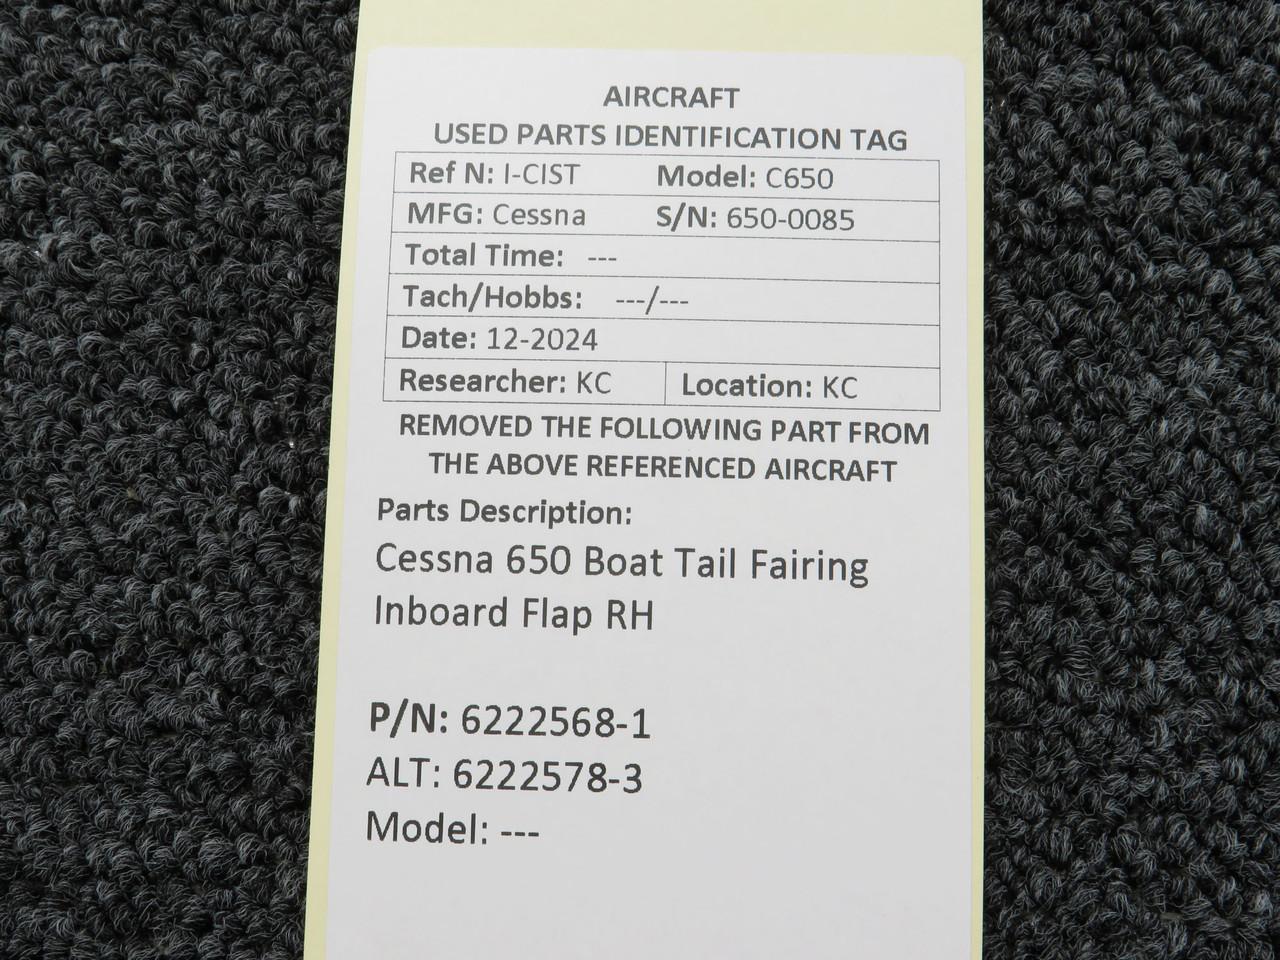 AIRCRAFT
USED PARTS IDENTIFICATION TAG
Ref N: I-CIST Model: C650
MFG: Cessna S/N: 650-0085
Total Time: ---
Tach/Hobbs: ---/---
Date: 12-2024
Researcher: KC Location: KC
REMOVED THE FOLLOWING PART FROM
THE ABOVE REFERENCED AIRCRAFT
Parts Description:
Cessna 650 Boat Tail Fairing
Inboard Flap RH
P/N: 6222568-1
ALT: 6222578-3
Model: ---